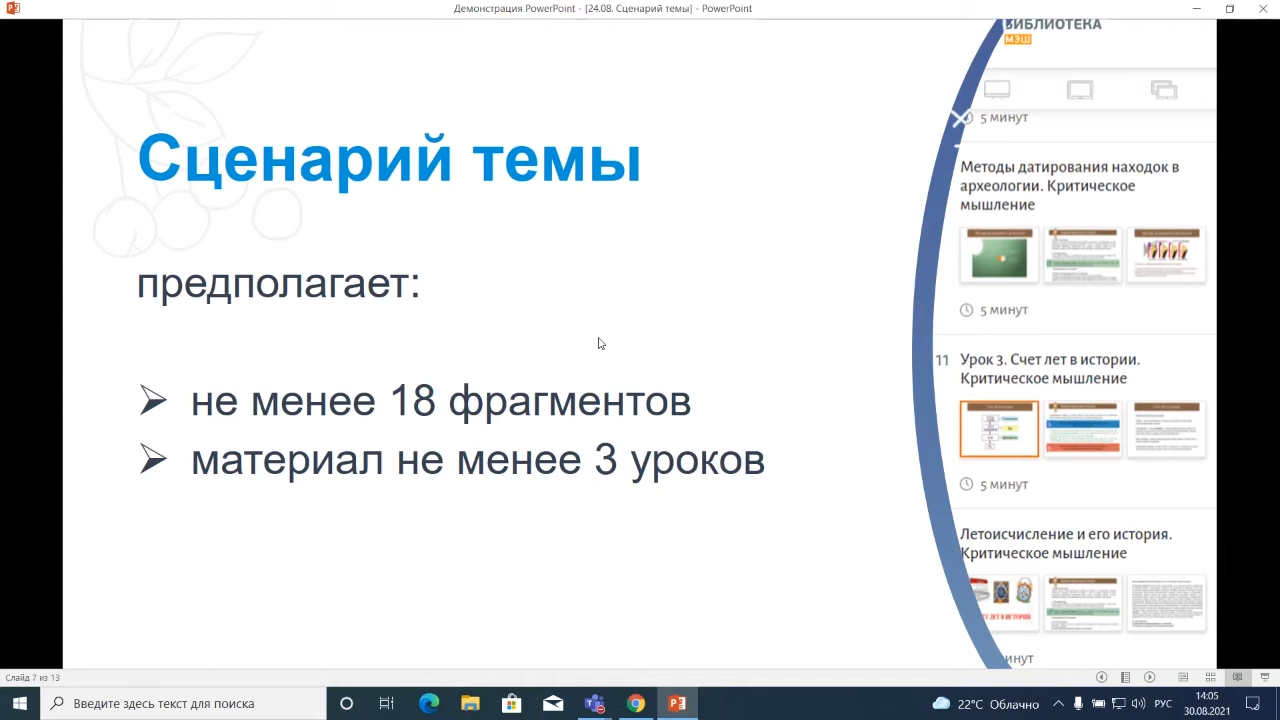 Демонстрация PowerPoint - [24.08. Сценарий темы] - PowerPoint
БИБЛИОТЕКА
МЭШ
5 минут
Сценарий темы
предполагает:
не менее 18 фрагментов
материал не менее 3 уроков
Методы датирования находок в
археологии. Критическое
мышление
5 минут
11 Урок 3. Счет лет в истории.
Критическое мышление
5 минут
Летоисчисление и его история.
Критическое мышление
Слайд 7 из 13
Введите здесь текст для поиска
22°C Облачно
РУС
14:05
30.08.2021